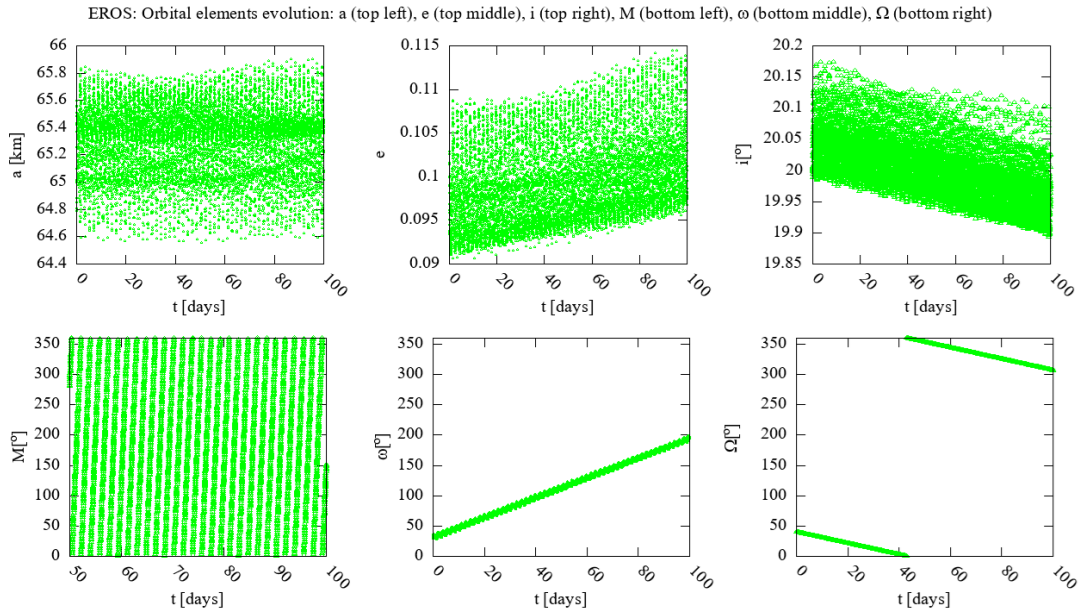 EROS: Orbital elements evolution: a (top left), e (top middle), i (top right), M (bottom left), ω (bottom middle), Ω (bottom right)
66
65.8
65.6
65.4
65.2
65
64.8
64.6
64.4
a [km]
0 20 40 60 80 100
t [days]
0.115
0.11
0.105
0.1
0.095
0.09
e
0 20 40 60 80 100
t [days]
20.2
20.15
20.1
20.05
20
19.95
19.9
19.85
i[º]
0 20 40 60 80 100
t [days]
350
300
250
200
150
100
50
0
M[º]
50 60 70 80 90 100
t [days]
350
300
250
200
150
100
50
0
ω[º]
0 20 40 60 80 100
t [days]
350
300
250
200
150
100
50
0
Ω[º]
0 20 40 60 80 100
t [days]